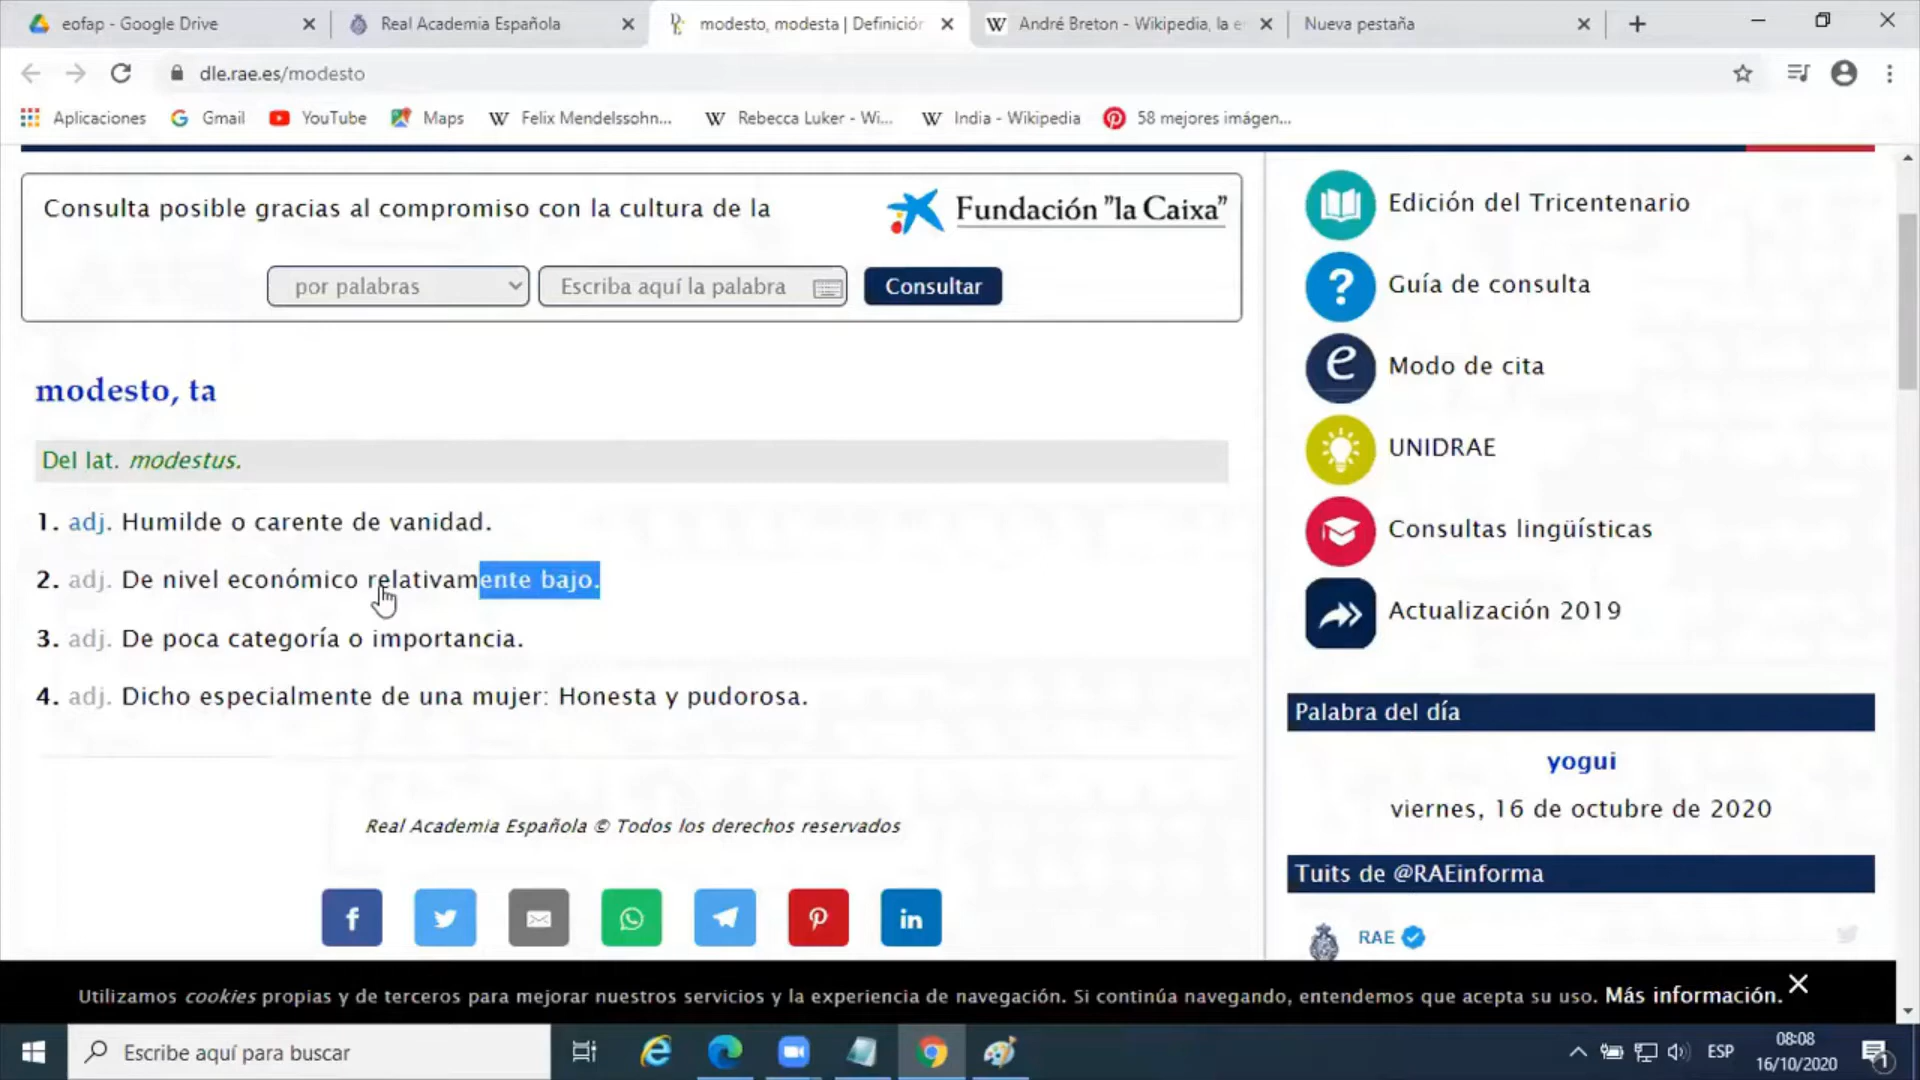 eofap - Google Drive
Real Academia Española
modesto, modesta | Definición
André Breton - Wikipedia, la e
Nueva pestaña
dle.rae.es/modesto
Aplicaciones
Gmail
YouTube
Maps
Felix Mendelssohn...
Rebecca Luker - Wi...
India - Wikipedia
58 mejores imágen...
Consulta posible gracias al compromiso con la cultura de la
Fundación "la Caixa"
por palabras
Escriba aquí la palabra
Consultar
modesto, ta
Del lat. modestus.
1. adj. Humilde o carente de vanidad.
2. adj. De nivel económico relativamente bajo.
3. adj. De poca categoría o importancia.
4. adj. Dicho especialmente de una mujer: Honesta y pudorosa.
Real Academia Española © Todos los derechos reservados
Edición del Tricentenario
Guía de consulta
Modo de cita
UNIDRAE
Consultas lingüísticas
Actualización 2019
Palabra del día
yogui
viernes, 16 de octubre de 2020
Tuits de @RAEinforma
RAE
Utilizamos cookies propias y de terceros para mejorar nuestros servicios y la experiencia de navegación. Si continúa navegando, entendemos que acepta su uso. Más información.
Escribe aquí para buscar
ESP
08:08
16/10/2020
1